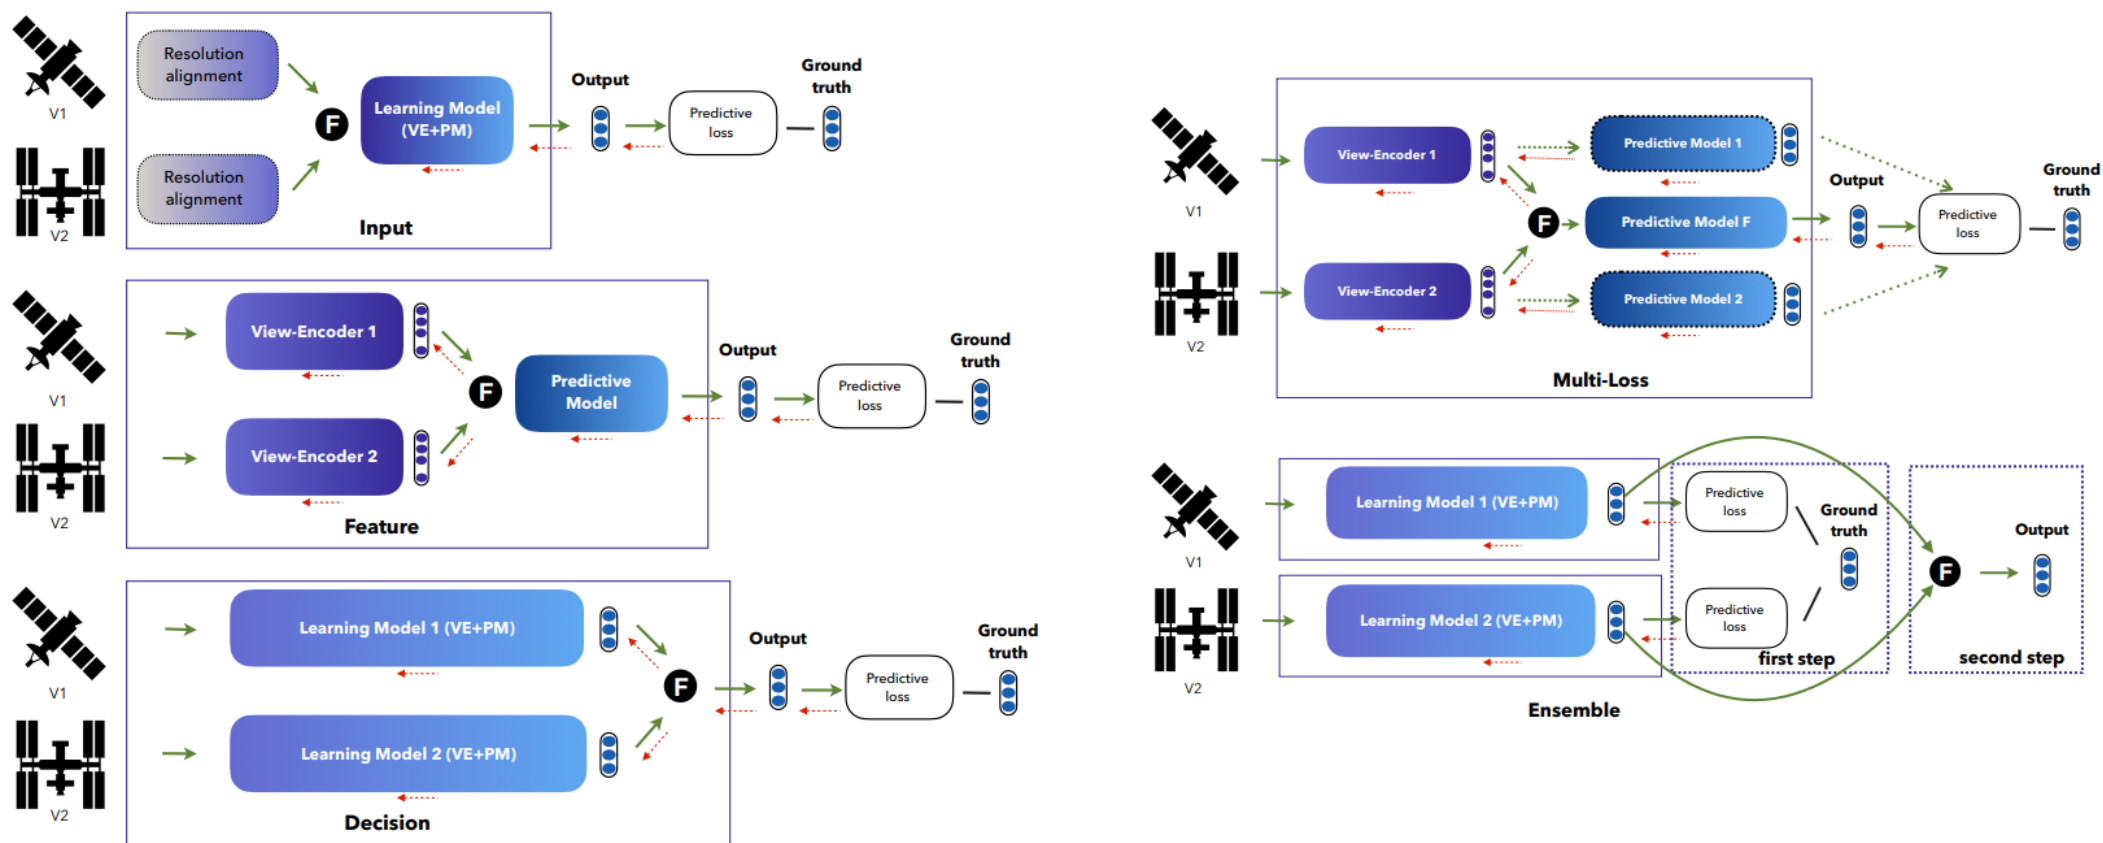 Resolution
alignment
V1
Resolution
alignment
V2
F
Learning Model
(VE+PM)
Input
Output
Predictive
loss
Ground
truth
View-Encoder 1
V1
View-Encoder 2
V2
F
Predictive
Model
Feature
Output
Predictive
loss
Ground
truth
Learning Model 1 (VE+PM)
V1
Learning Model 2 (VE+PM)
V2
F
Decision
Output
Predictive
loss
Ground
truth
View-Encoder 1
V1
View-Encoder 2
V2
F
Predictive Model 1
Predictive Model F
Predictive Model 2
Multi-Loss
Output
Predictive
loss
Ground
truth
Learning Model 1 (VE+PM)
V1
Learning Model 2 (VE+PM)
V2
Predictive
loss
Ground
truth
Predictive
loss
first step
F
Output
second step
Ensemble